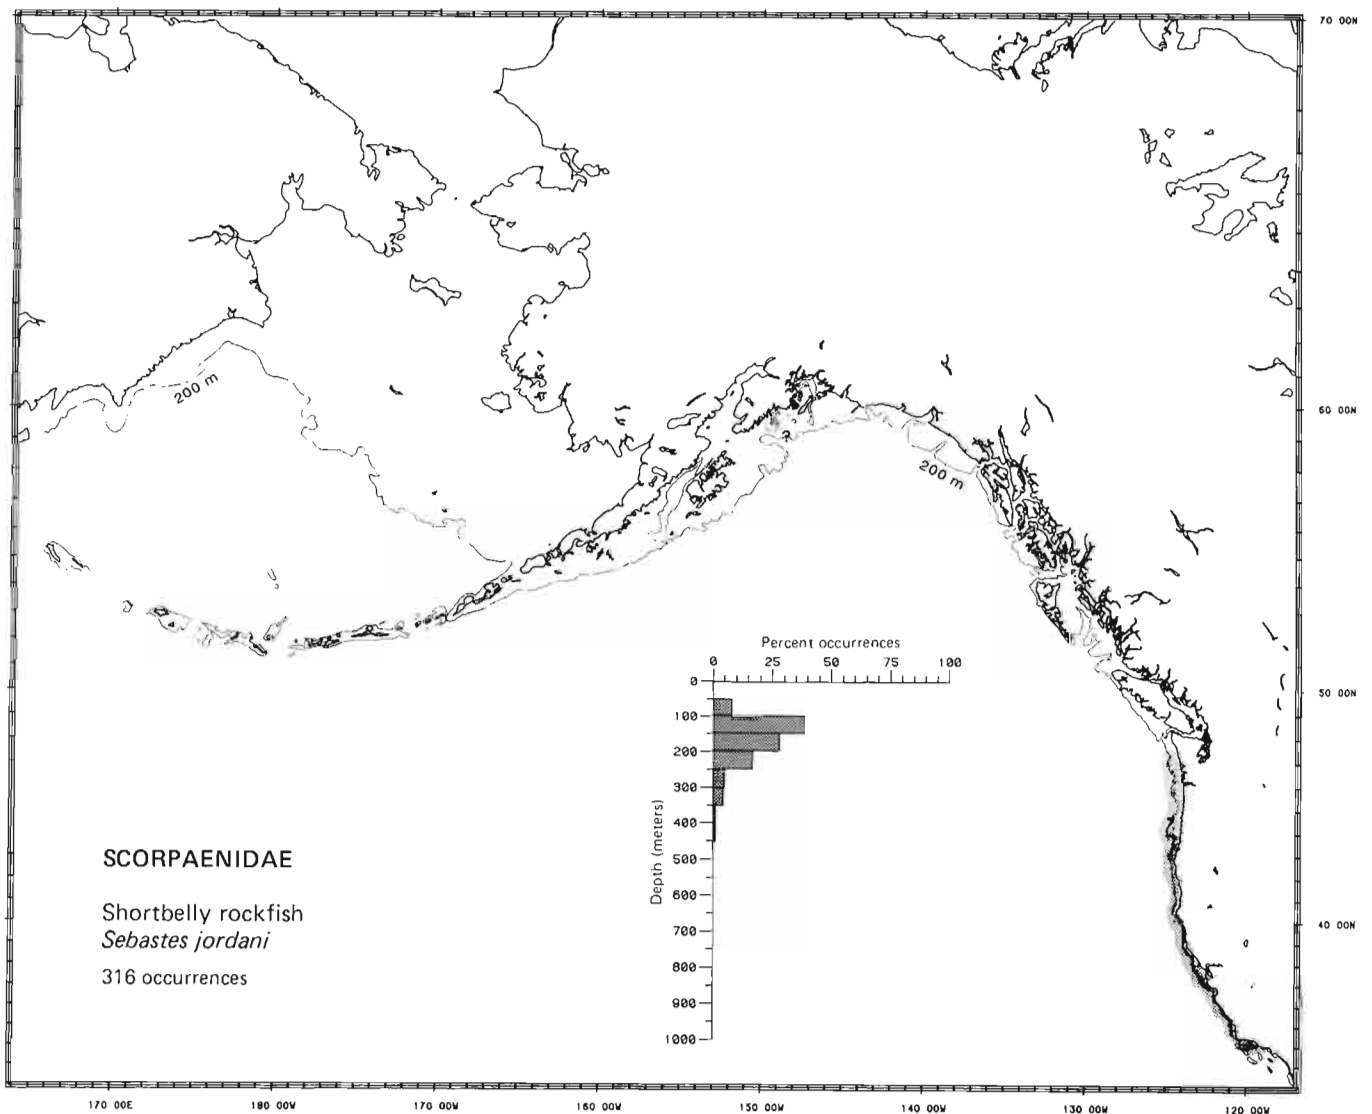 70 00N
200 m
60 00N
200 m
Percent occurrences
0 25 50 75 100
50 00N
0
100
200
300
400
500
600
700
800
900
1000
Depth (meters)
SCORPAENIDAE
Shortbelly rockfish
Sebastes jordani
316 occurrences
40 00N
170 00E 180 00W 170 00W 160 00W 150 00W 140 00W 130 00W 120 00W